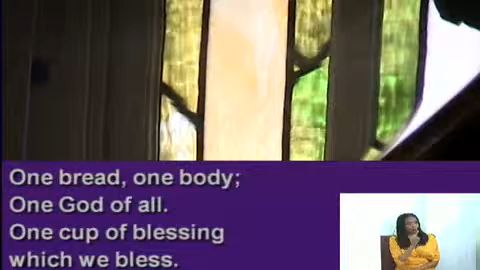 One bread, one body;
One God of all.
One cup of blessing
which we bless.